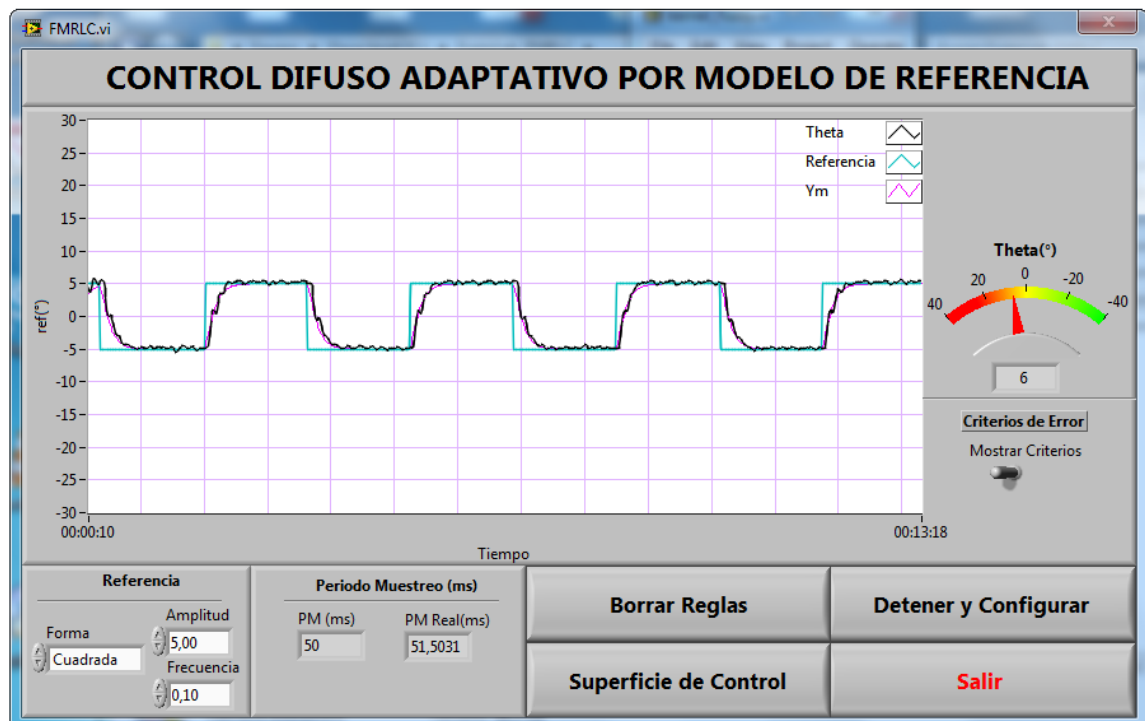 FMRLC.vi
CONTROL DIFUSO ADAPTATIVO POR MODELO DE REFERENCIA
30
25
20
15
10
5
0
-5
-10
-15
-20
-25
-30
ref(°)
Theta
Referencia
Ym
00:00:10
00:13:18
Tiempo
Theta(°)
40
20
0
-20
-40
6
Criterios de Error
Mostrar Criterios
Referencia
Forma
Cuadrada
Amplitud
5,00
Frecuencia
0,10
Periodo Muestreo (ms)
PM (ms)
PM Real(ms)
50
51,5031
Borrar Reglas
Detener y Configurar
Superficie de Control
Salir